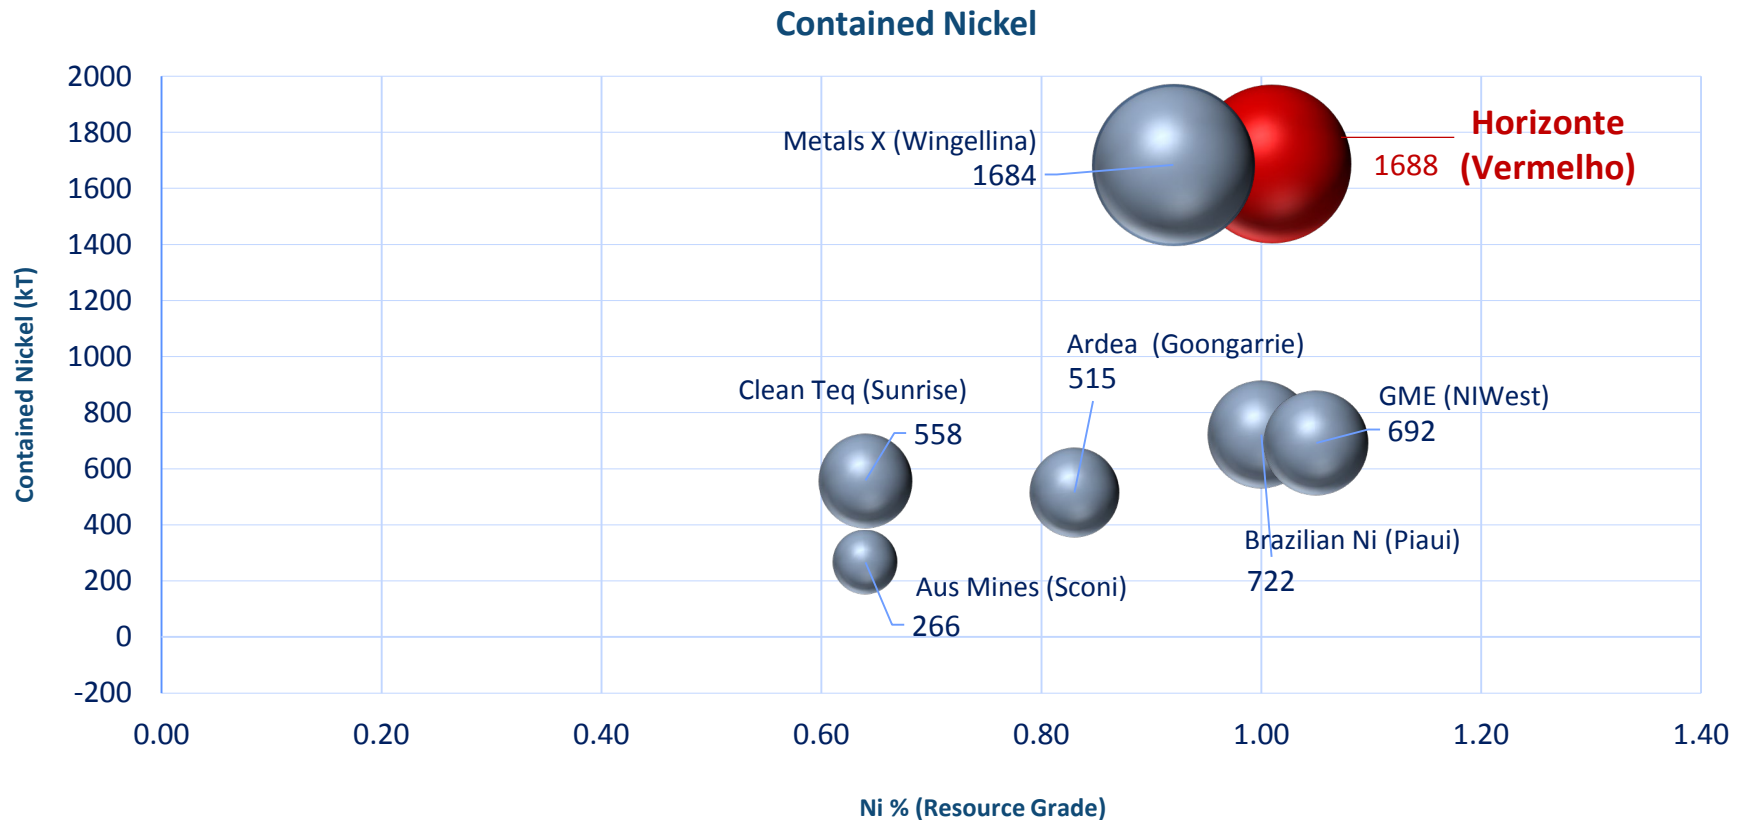 Contained Nickel
2000
1800
1600
1400
1200
1000
800
600
400
200
0
-200
Contained Nickel (kT)
Metals X (Wingellina)
1684
Horizonte
1688 (Vermelho)
Ardea  (Goongarrie)
515
Clean Teq (Sunrise)
558
GME (NIWest)
692
Brazilian Ni (Piaui)
722
Aus Mines (Sconi)
266
0.00 0.20 0.40 0.60 0.80 1.00 1.20 1.40
Ni % (Resource Grade)